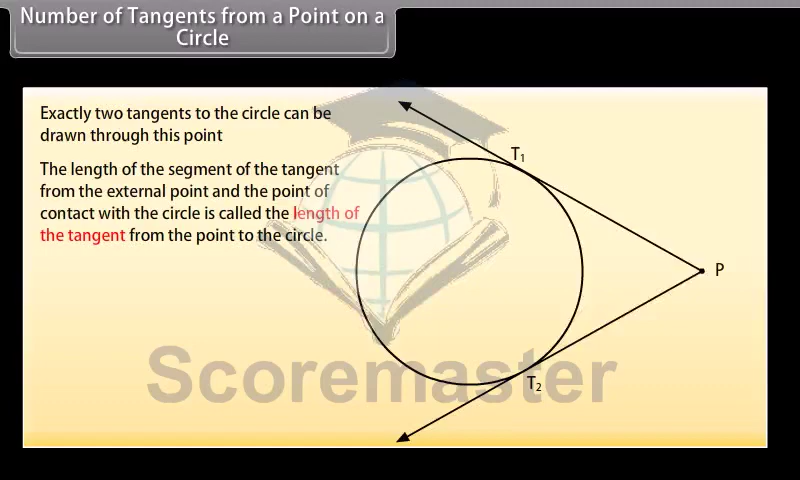 Number of Tangents from a Point on a
Circle
Exactly two tangents to the circle can be
drawn through this point
The length of the segment of the tangent
from the external point and the point of
contact with the circle is called the length of
the tangent from the point to the circle.
T1
P
T2
Scoremaster